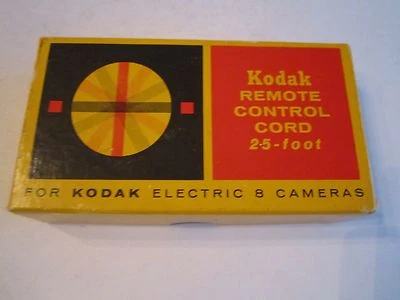 Kodak
REMOTE
CONTROL
CORD
25-foot
FOR KODAK ELECTRIC 8 CAMERAS